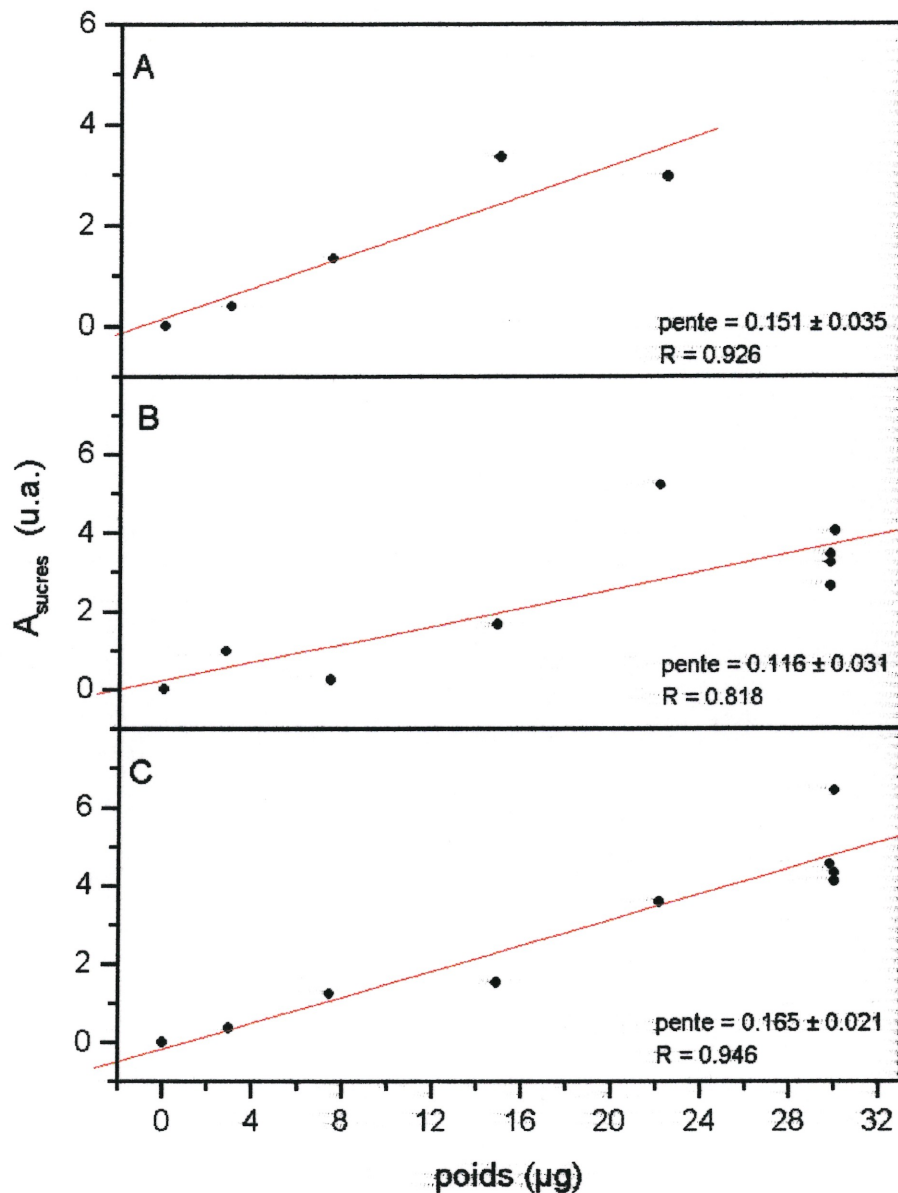 6
A
4
2
0
pente = 0.151 ± 0.035
R = 0.926
B
6
4
2
0
pente = 0.116 ± 0.031
R = 0.818
A sucres (u.a.)
C
6
4
2
0
pente = 0.165 ± 0.021
R = 0.946
0 4 8 12 16 20 24 28 32
poids (µg)